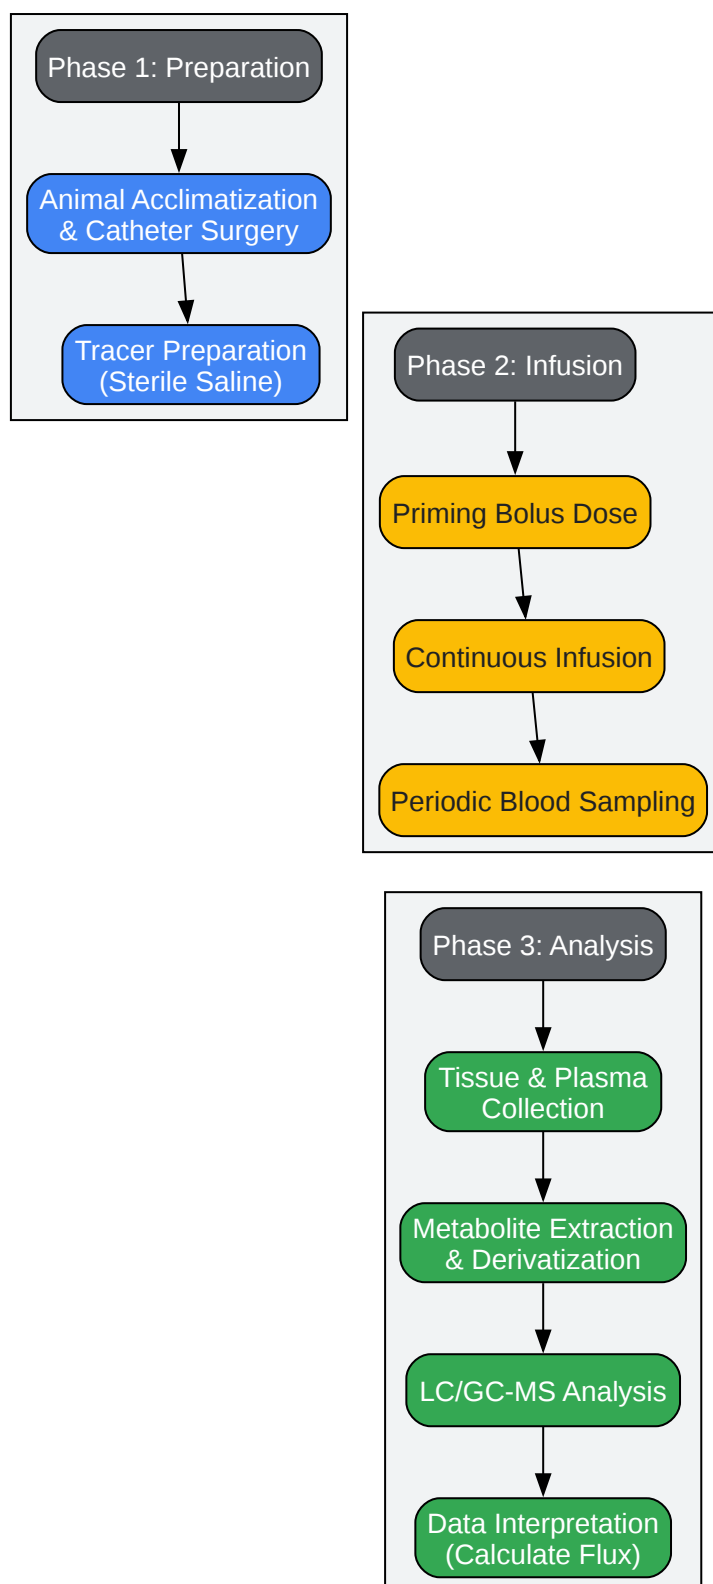 Phase 1: Preparation
Animal Acclimatization
& Catheter Surgery
Tracer Preparation
(Sterile Saline)
Phase 2: Infusion
Priming Bolus Dose
Continuous Infusion
Periodic Blood Sampling
Phase 3: Analysis
Tissue & Plasma
Collection
Metabolite Extraction
& Derivatization
LC/GC-MS Analysis
Data Interpretation
(Calculate Flux)